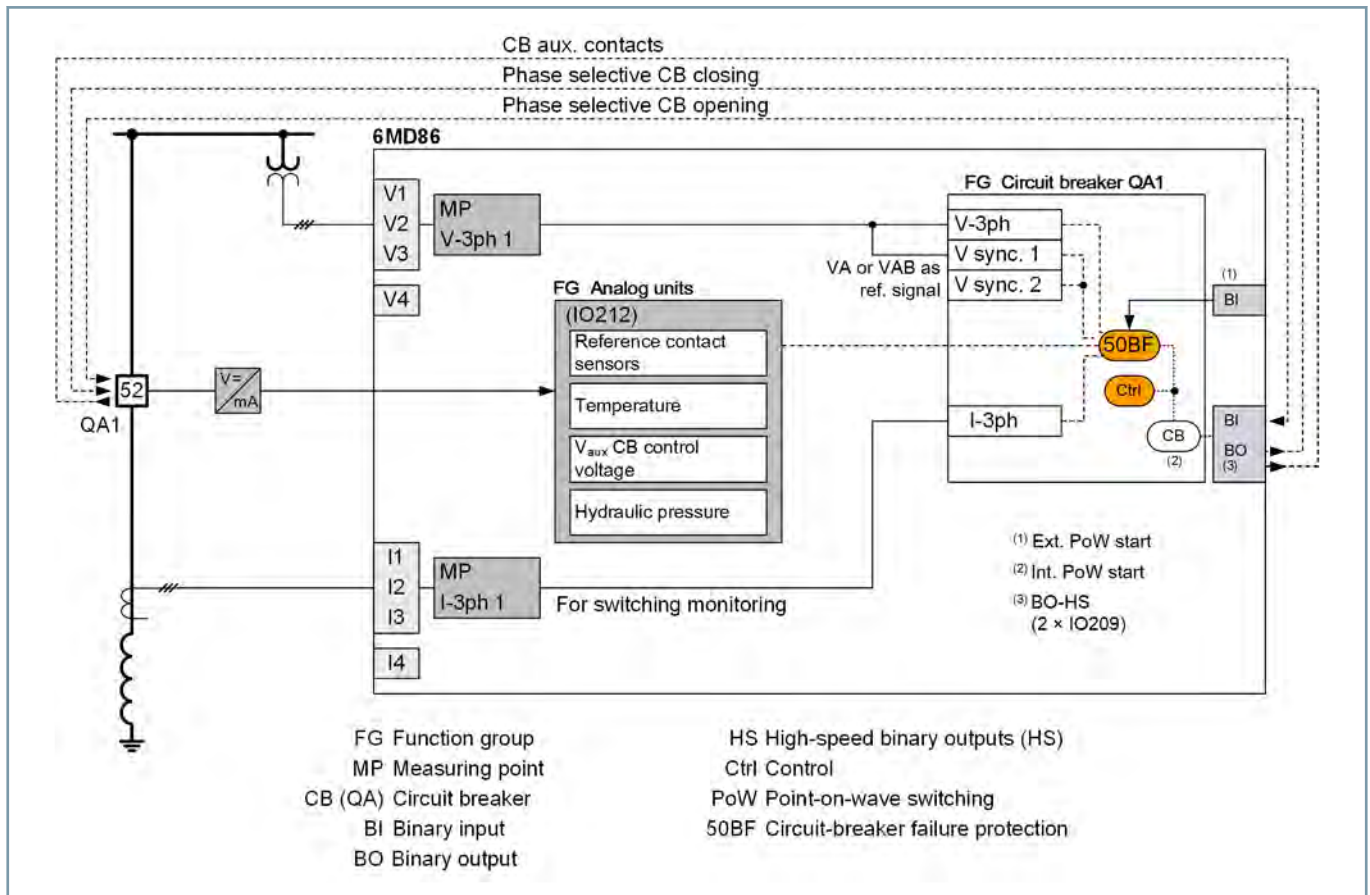 CB aux. contacts
Phase selective CB closing
Phase selective CB opening
6MD86
V1
V2
V3
V4
MP
V-3ph 1
FG Circuit breaker QA1
V-3ph
V sync. 1
V sync. 2
VA or VAB as
ref. signal
(1)
BI
FG Analog units
(IO212)
Reference contact
sensors
Temperature
Vaux CB control
voltage
Hydraulic pressure
50BF
Ctrl
CB
(2)
I-3ph
BI
BO
(3)
52
QA1
V=
mA
I1
I2
I3
I4
MP
I-3ph 1
For switching monitoring
(1) Ext. PoW start
(2) Int. PoW start
(3) BO-HS
(2 × IO209)
FG Function group
MP Measuring point
CB (QA) Circuit breaker
BI Binary input
BO Binary output
HS High-speed binary outputs (HS)
Ctrl Control
PoW Point-on-wave switching
50BF Circuit-breaker failure protection